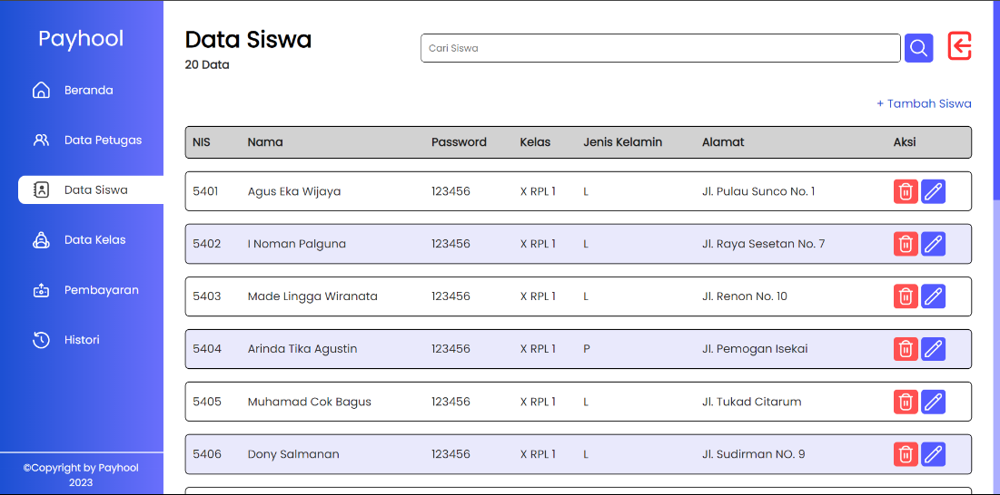 Payhool
Beranda
Data Petugas
Data Siswa
Data Kelas
Pembayaran
Histori
©Copyright by Payhool
2023
Data Siswa
20 Data
Cari Siswa
+ Tambah Siswa
NIS Nama Password Kelas Jenis Kelamin Alamat Aksi
5401 Agus Eka Wijaya 123456 X RPL 1 L Jl. Pulau Sunco No. 1
5402 I Noman Palguna 123456 X RPL 1 L Jl. Raya Sesetan No. 7
5403 Made Lingga Wiranata 123456 X RPL 1 L Jl. Renon No. 10
5404 Arinda Tika Agustin 123456 X RPL 1 P Jl. Pemogan Isekai
5405 Muhamad Cok Bagus 123456 X RPL 1 L Jl. Tukad Citarum
5406 Dony Salmanan 123456 X RPL 1 L Jl. Sudirman NO. 9